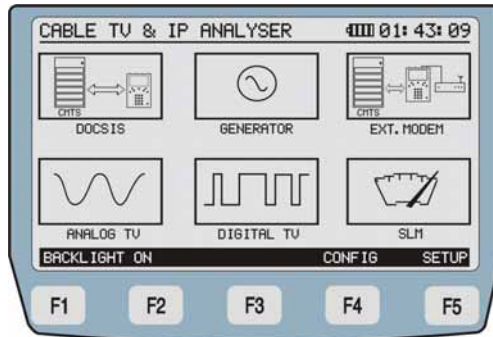 CABLE TV & IP ANALYSER 01:43:09
CMTS CMTS
DOCSIS GENERATOR EXT.MODEM
ANALOG TV DIGITAL TV SLM
BACKLIGHT ON CONFIG SETUP
F1 F2 F3 F4 F5